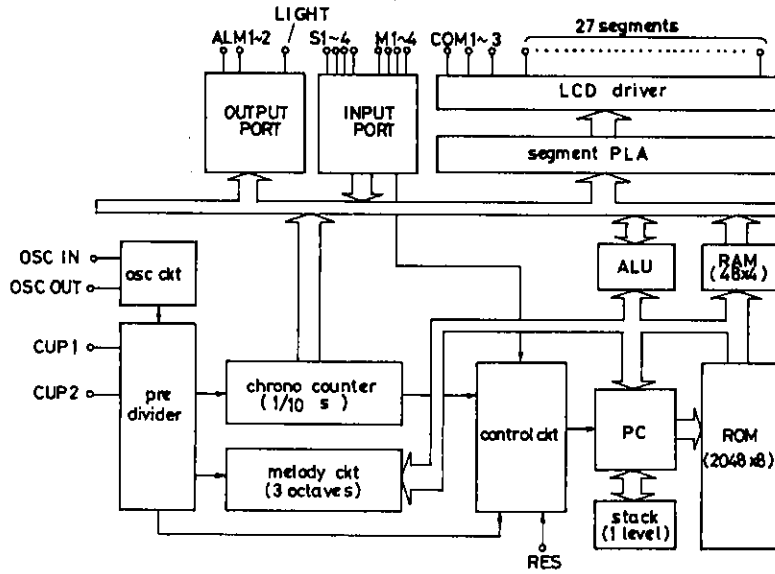 LIGHT
ALM1~2
S1~4
M1~4
COM1~3
27 segments
OUTPUT
PORT
INPUT
PORT
LCD driver
segment PLA
OSC IN
OSC OUT
osc ckt
ALU
RAM
(48x4)
CUP1
CUP2
pre
divider
chrono counter
(1/10 s)
melody ckt
(3 octaves)
control ckt
PC
ROM
(2048x8)
stack
(1 level)
RES